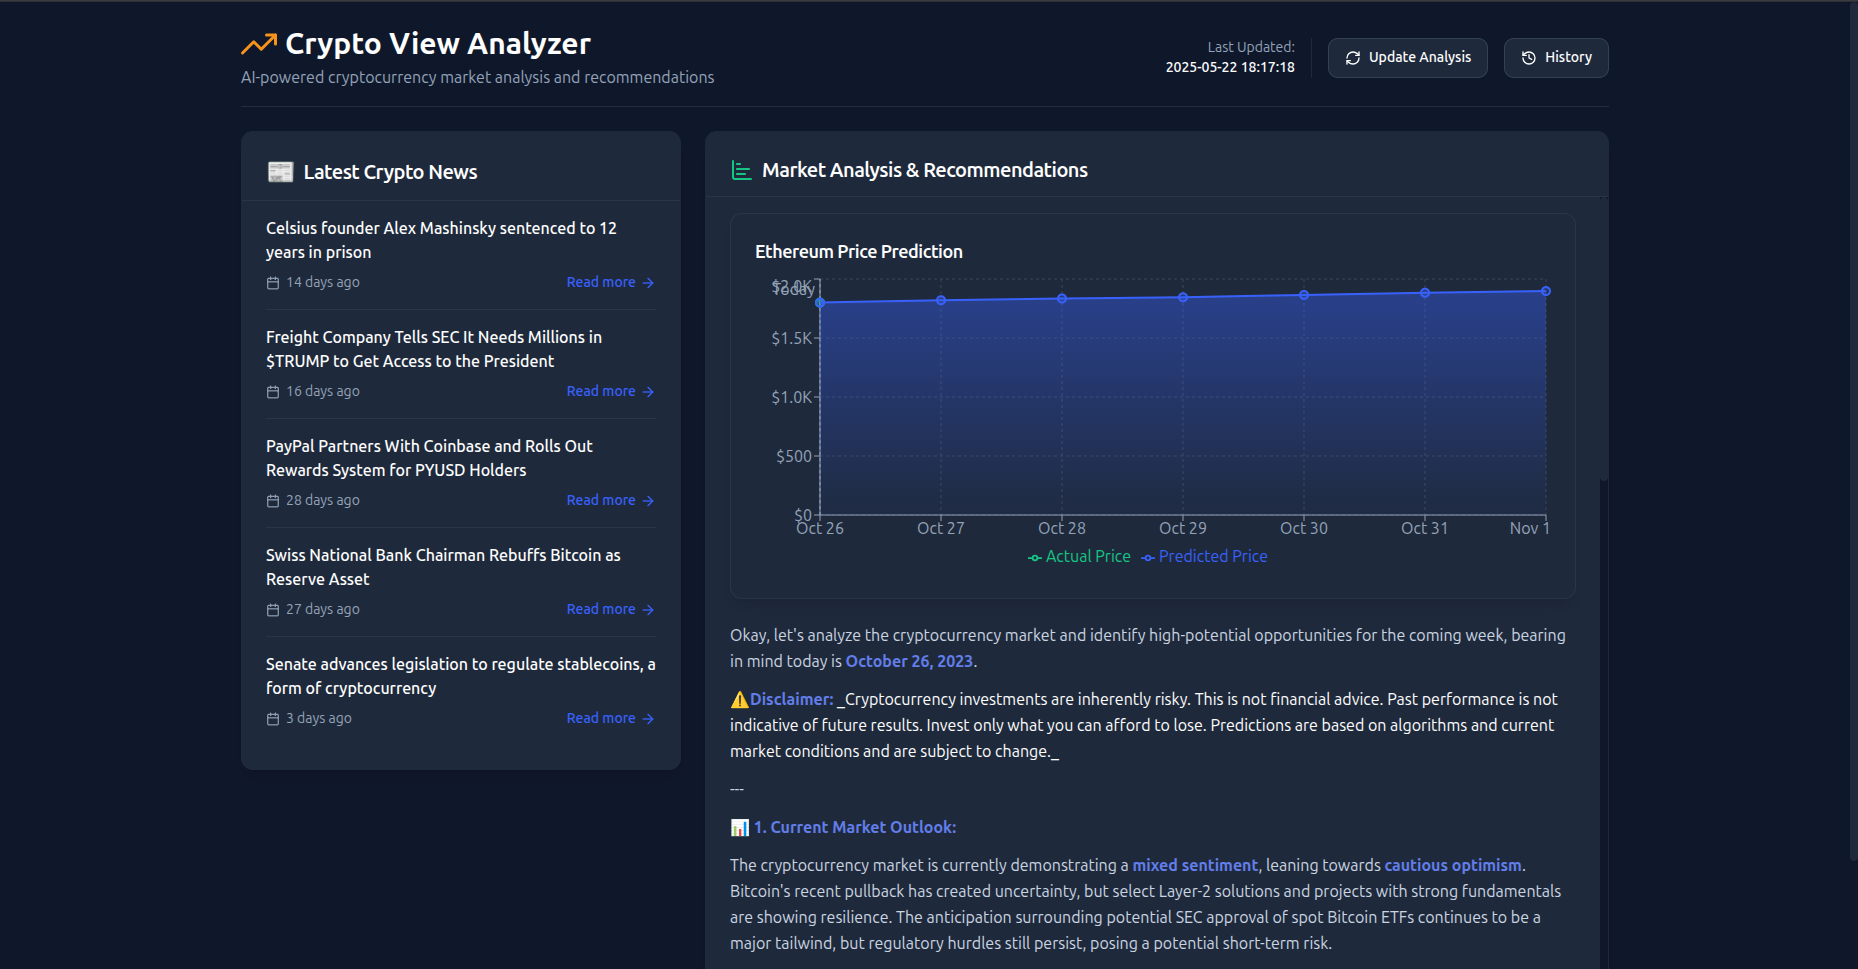 Crypto View Analyzer
AI-powered cryptocurrency market analysis and recommendations
Last Updated:
2025-05-22 18:17:18
Update Analysis
History
Latest Crypto News
Celsius founder Alex Mashinsky sentenced to 12
years in prison
14 days ago
Read more
Freight Company Tells SEC It Needs Millions in
$TRUMP to Get Access to the President
16 days ago
Read more
PayPal Partners With Coinbase and Rolls Out
Rewards System for PYUSD Holders
28 days ago
Read more
Swiss National Bank Chairman Rebuffs Bitcoin as
Reserve Asset
27 days ago
Read more
Senate advances legislation to regulate stablecoins, a
form of cryptocurrency
3 days ago
Read more
Market Analysis & Recommendations
Ethereum Price Prediction
$2.0K
Today
$1.5K
$1.0K
$500
$0
Oct 26 Oct 27 Oct 28 Oct 29 Oct 30 Oct 31 Nov 1
Actual Price Predicted Price
Okay, let's analyze the cryptocurrency market and identify high-potential opportunities for the coming week, bearing
in mind today is October 26, 2023.
⚠️Disclaimer: _Cryptocurrency investments are inherently risky. This is not financial advice. Past performance is not
indicative of future results. Invest only what you can afford to lose. Predictions are based on algorithms and current
market conditions and are subject to change._
---
📊 1. Current Market Outlook:
The cryptocurrency market is currently demonstrating a mixed sentiment, leaning towards cautious optimism.
Bitcoin's recent pullback has created uncertainty, but select Layer-2 solutions and projects with strong fundamentals
are showing resilience. The anticipation surrounding potential SEC approval of spot Bitcoin ETFs continues to be a
major tailwind, but regulatory hurdles still persist, posing a potential short-term risk.